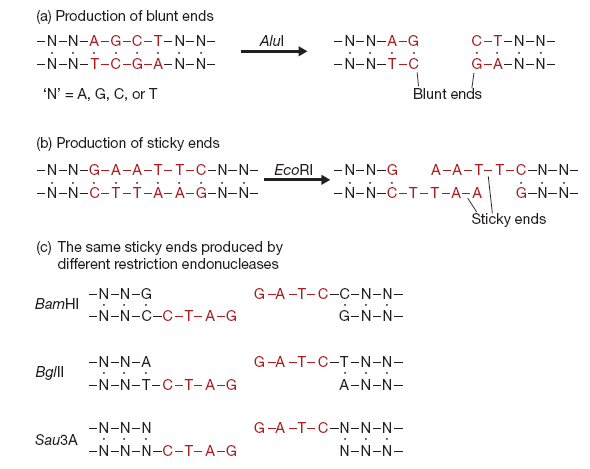 (a) Production of blunt ends
–N–N–A–G–C–T–N–N– AluI –N–N–A–G C–T–N–N–
–N–N–T–C–G–A–N–N– –N–N–T–C G–A–N–N–
'N' = A, G, C, or T Blunt ends
(b) Production of sticky ends
–N–N–G–A–A–T–T–C–N–N– EcoRI –N–N–G A–A–T–T–C–N–N–
–N–N–C–T–T–A–A–G–N–N– –N–N–C–T–T–A–A G–N–N–
Sticky ends
(c) The same sticky ends produced by
different restriction endonucleases
BamHI –N–N–G G–A–T–C–C–N–N–
–N–N–C–C–T–A–G G–N–N–
BglII –N–N–A G–A–T–C–T–N–N–
–N–N–T–C–T–A–G A–N–N–
Sau3A –N–N–N G–A–T–C–N–N–N–
–N–N–N–C–T–A–G N–N–N–